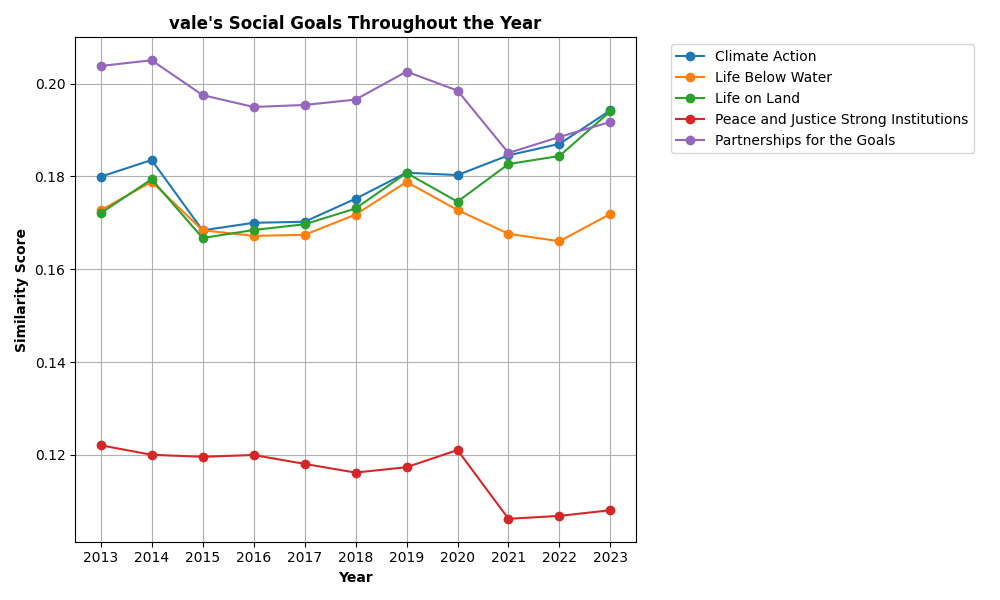 vale's Social Goals Throughout the Year
Climate Action
Life Below Water
Life on Land
Peace and Justice Strong Institutions
Partnerships for the Goals
Similarity Score
0.20
0.18
0.16
0.14
0.12
2013 2014 2015 2016 2017 2018 2019 2020 2021 2022 2023
Year